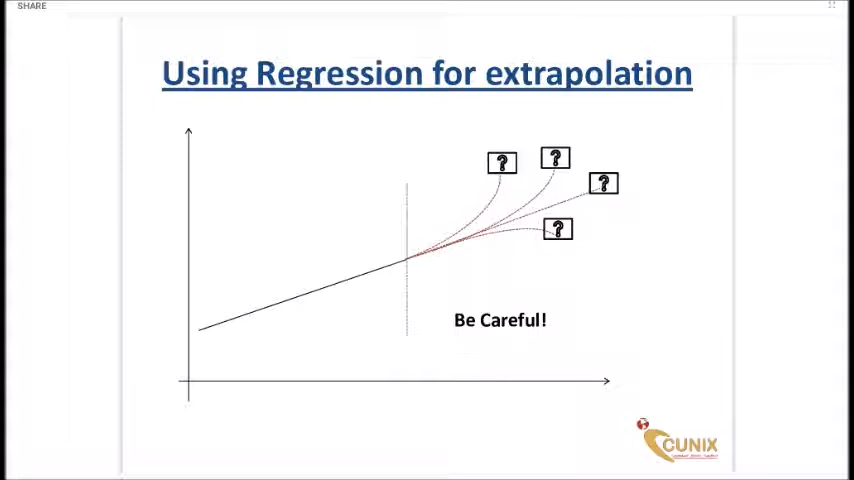 SHARE
Using Regression for extrapolation
?
?
?
?
Be Careful!
CUNIX